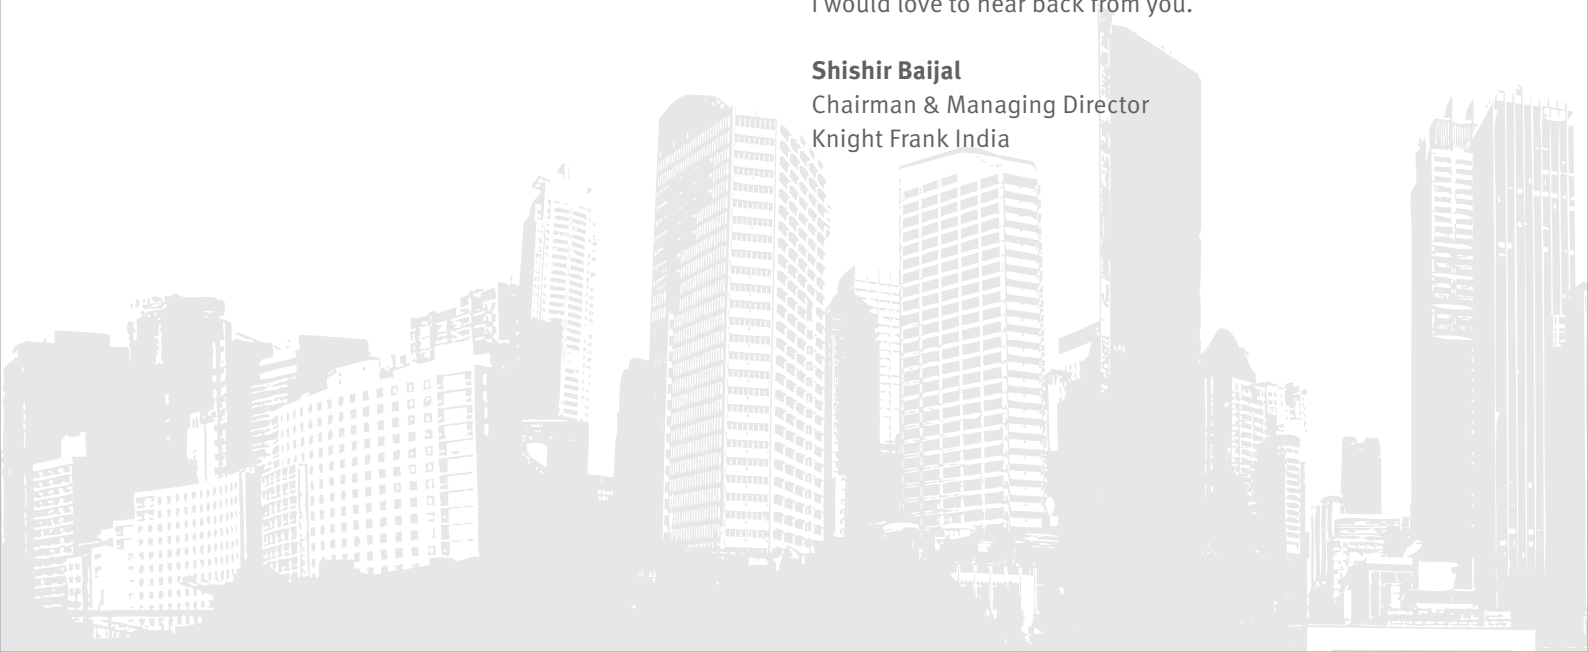 I would love to hear back from you.
Shishir Baijal
Chairman & Managing Director
Knight Frank India